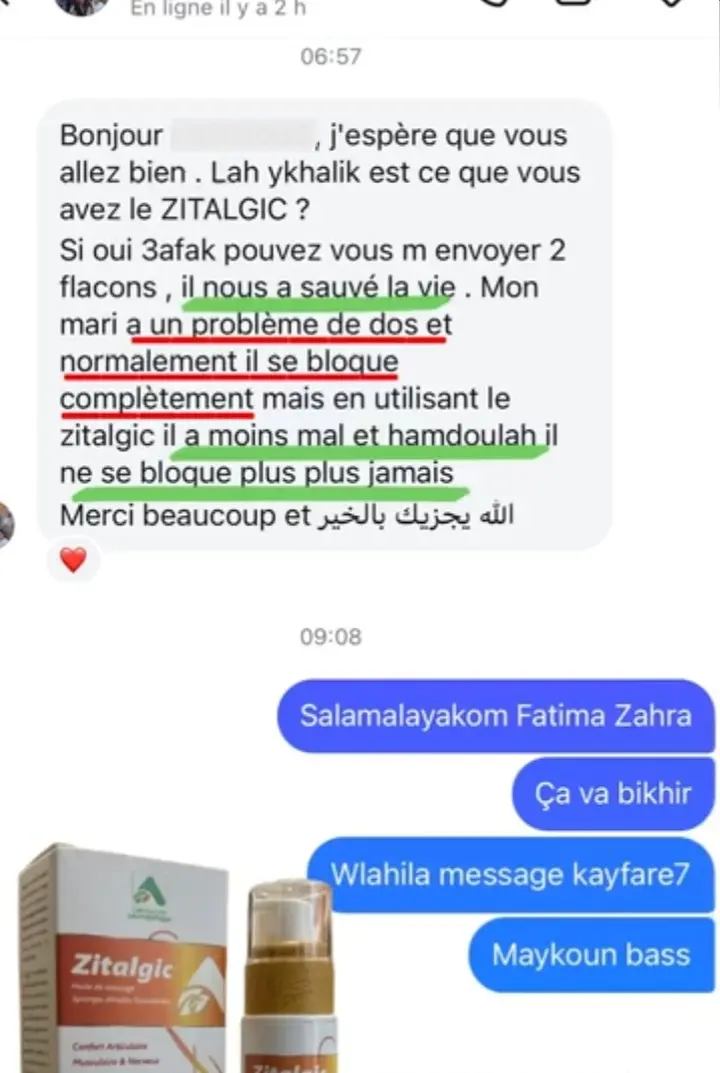 En ligne il y a 2 h
06:57
Bonjour , j'espère que vous
allez bien . Lah ykhalik est ce que vous
avez le ZITALGIC ?
Si oui 3afak pouvez vous m envoyer 2
flacons , il nous a sauvé la vie . Mon
mari a un problème de dos et
normalement il se bloque
complètement mais en utilisant le
zitalgic il a moins mal et hamdoulah il
ne se bloque plus plus jamais
Merci beaucoup et الله يجزيك بالخير
09:08
Salamalayakom Fatima Zahra
Ça va bikhir
Wlahila message kayfare7
Maykoun bass
Zitalgic
Confort Articulaire
Musculaire & Nerveux
Zitalgic